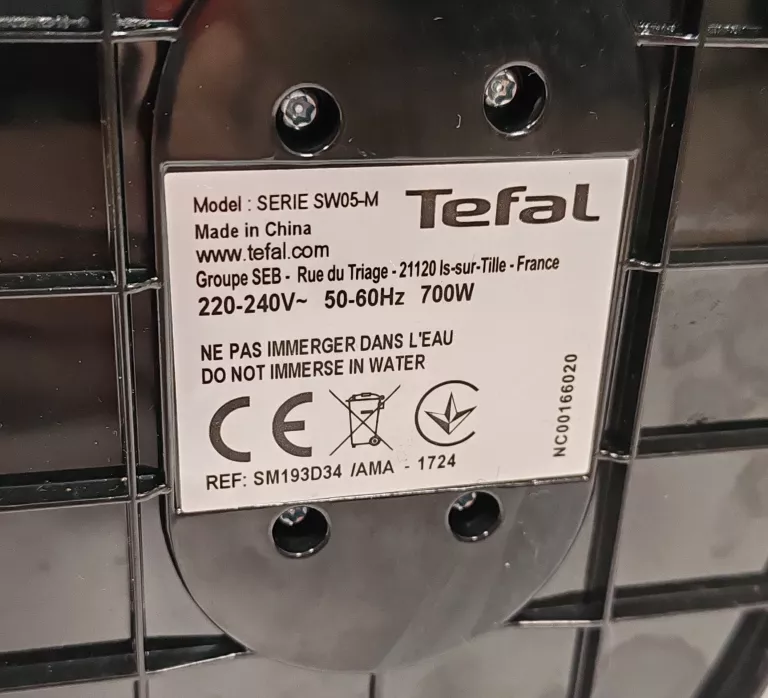 Model : SERIE SW05-M
Tefal
Made in China
www.tefal.com
Groupe SEB - Rue du Triage - 21120 Is-sur-Tille - France
220-240V~ 50-60Hz 700W
NE PAS IMMERGER DANS L'EAU
DO NOT IMMERSE IN WATER
CE
REF: SM193D34 /AMA - 1724
NC00166020